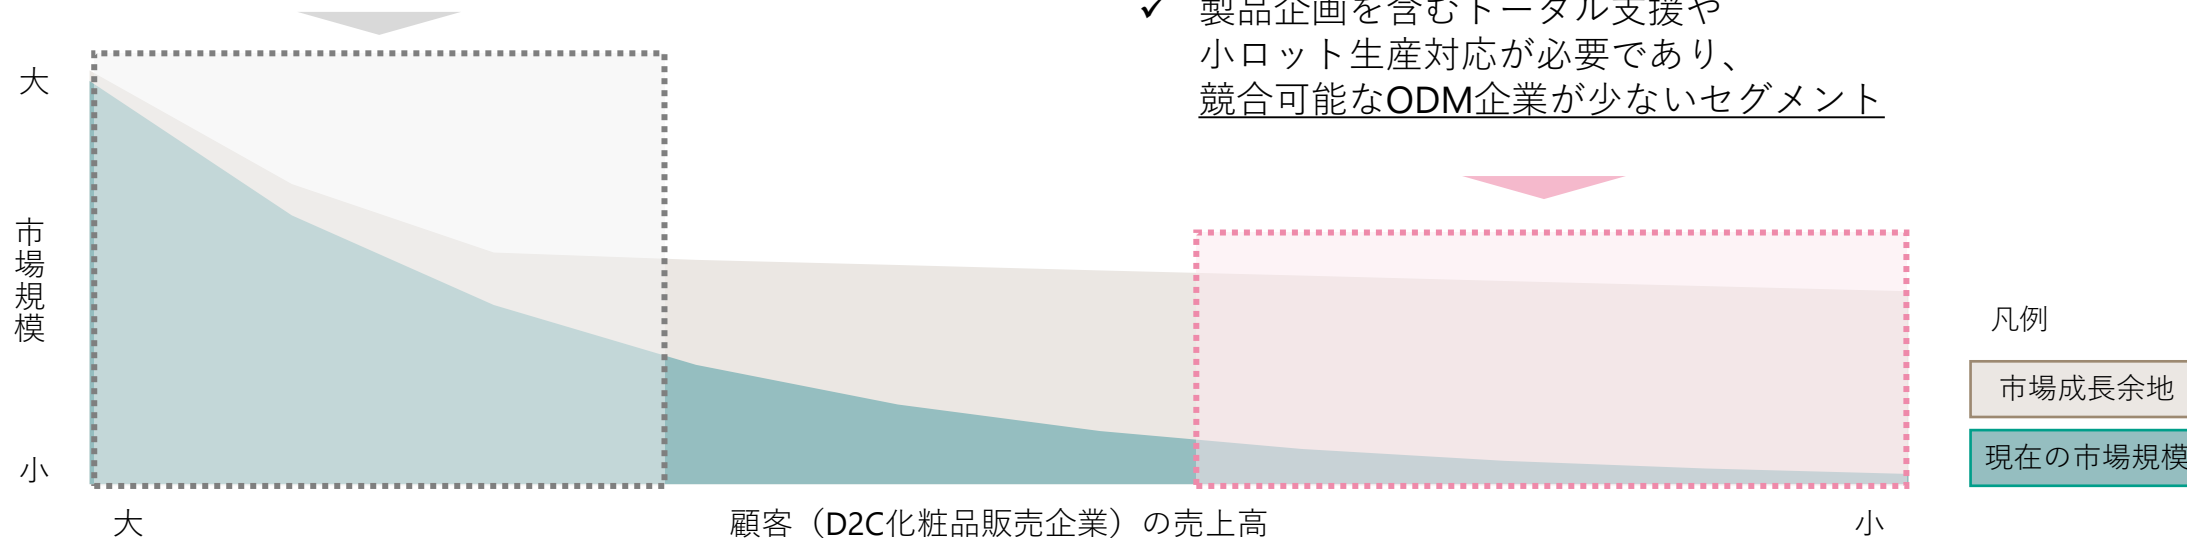 ✓ 製品企画を含むトータル支援や
小ロット生産対応が必要であり、
競合可能なODM企業が少ないセグメント
大
市場規模
小
大
顧客（D2C化粧品販売企業）の売上高
小
凡例
市場成長余地
現在の市場規模